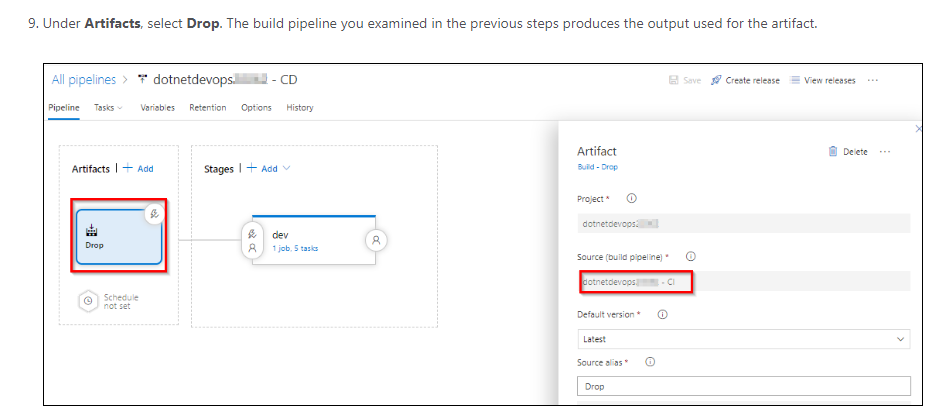 9. Under Artifacts, select Drop. The build pipeline you examined in the previous steps produces the output used for the artifact.
All pipelines > dotnetdevops - CD
Save Create release View releases ...
Pipeline Tasks Variables Retention Options History
Artifacts | + Add
Stages | + Add
Drop
Schedule not set
dev
1 job, 5 tasks
Artifact
Delete ...
Build - Drop
Project *
dotnetdevops
Source (build pipeline) *
dotnetdevops - CI
Default version *
Latest
Source alias *
Drop